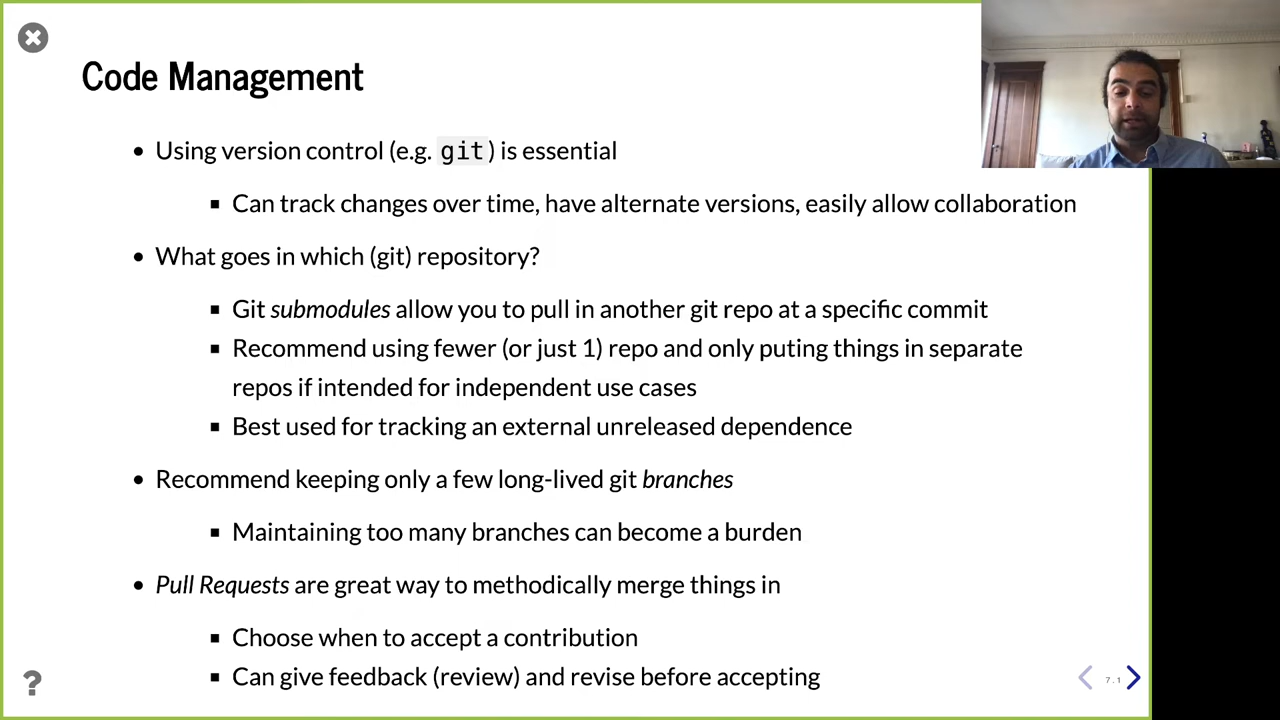 Code Management
Using version control (e.g. git) is essential
Can track changes over time, have alternate versions, easily allow collaboration
What goes in which (git) repository?
Git submodules allow you to pull in another git repo at a specific commit
Recommend using fewer (or just 1) repo and only puting things in separate
repos if intended for independent use cases
Best used for tracking an external unreleased dependence
Recommend keeping only a few long-lived git branches
Maintaining too many branches can become a burden
Pull Requests are great way to methodically merge things in
Choose when to accept a contribution
Can give feedback (review) and revise before accepting
?
7.1